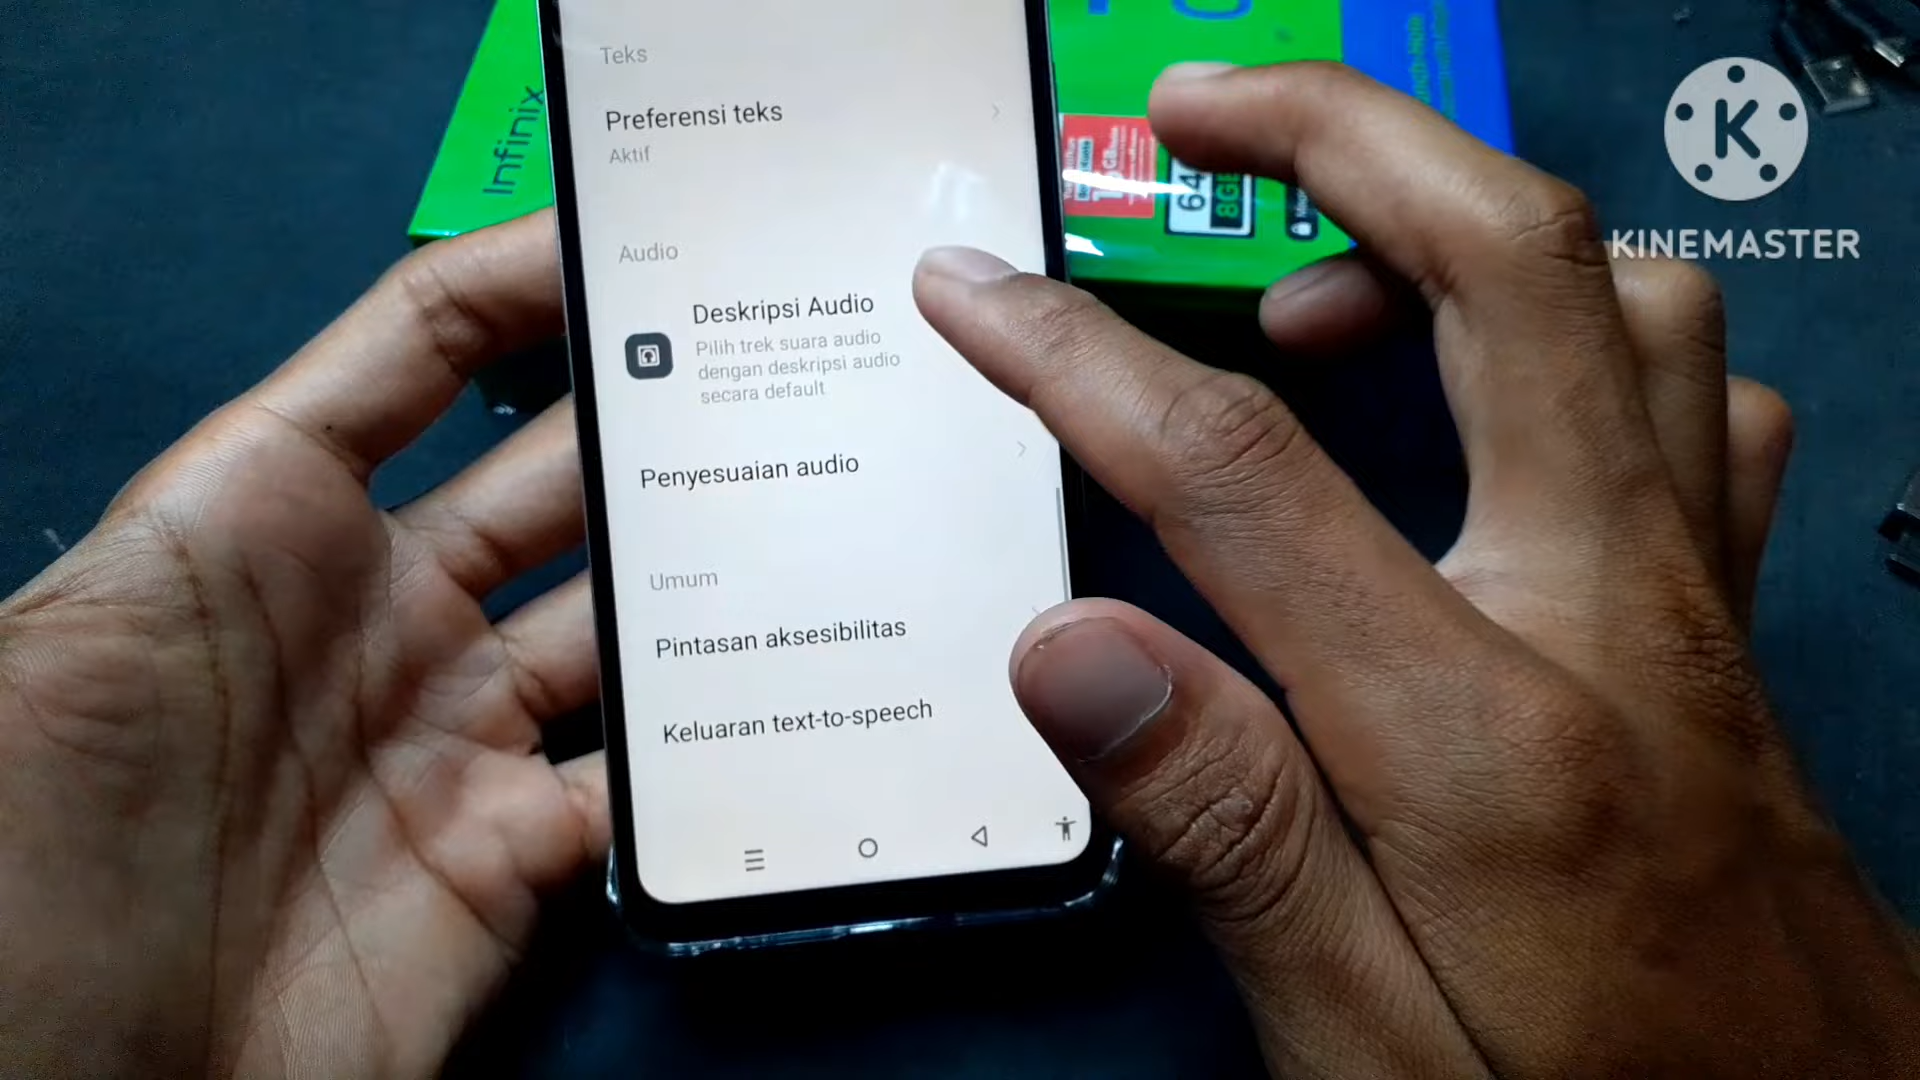 Teks
Preferensi teks
Aktif
Audio
Deskripsi Audio
Pilih trek suara audio
dengan deskripsi audio
secara default
Penyesuaian audio
Umum
Pintasan aksesibilitas
Keluaran text-to-speech
Infinix
64
8GB
K
KINEMASTER